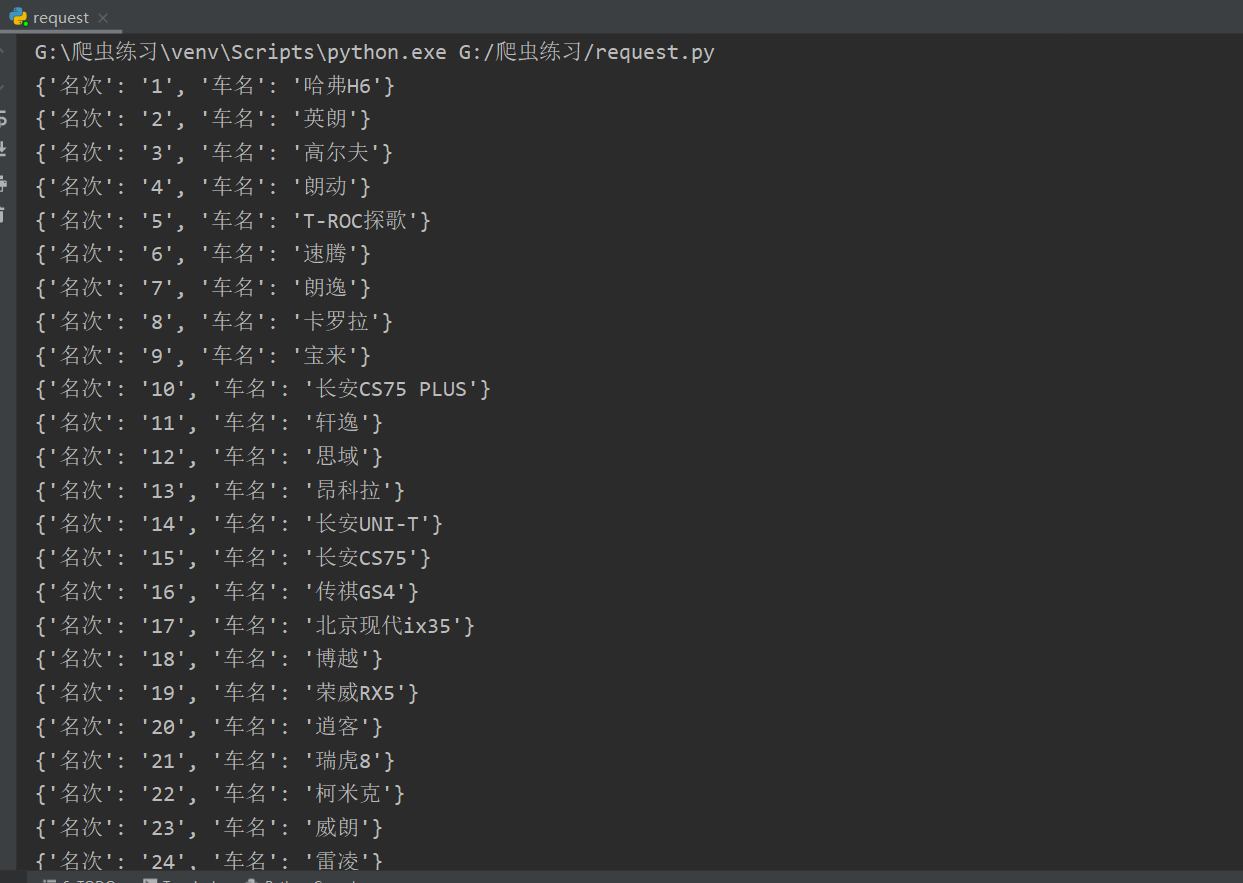 request
G:\爬虫练习\venv\Scripts\python.exe G:/爬虫练习/request.py
{'名次': '1', '车名': '哈弗H6'}
{'名次': '2', '车名': '英朗'}
{'名次': '3', '车名': '高尔夫'}
{'名次': '4', '车名': '朗动'}
{'名次': '5', '车名': 'T-ROC探歌'}
{'名次': '6', '车名': '速腾'}
{'名次': '7', '车名': '朗逸'}
{'名次': '8', '车名': '卡罗拉'}
{'名次': '9', '车名': '宝来'}
{'名次': '10', '车名': '长安CS75 PLUS'}
{'名次': '11', '车名': '轩逸'}
{'名次': '12', '车名': '思域'}
{'名次': '13', '车名': '昂科拉'}
{'名次': '14', '车名': '长安UNI-T'}
{'名次': '15', '车名': '长安CS75'}
{'名次': '16', '车名': '传祺GS4'}
{'名次': '17', '车名': '北京现代ix35'}
{'名次': '18', '车名': '博越'}
{'名次': '19', '车名': '荣威RX5'}
{'名次': '20', '车名': '逍客'}
{'名次': '21', '车名': '瑞虎8'}
{'名次': '22', '车名': '柯米克'}
{'名次': '23', '车名': '威朗'}
{'名次': '24', '车名': '雷凌'}